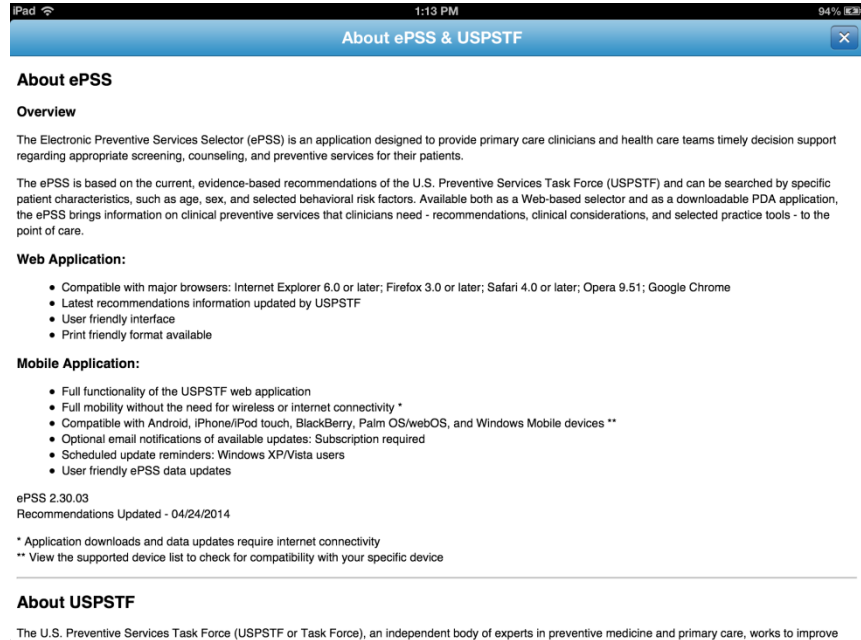 iPad 1:13 PM 94%
About ePSS & USPSTF
About ePSS
Overview
The Electronic Preventive Services Selector (ePSS) is an application designed to provide primary care clinicians and health care teams timely decision support
regarding appropriate screening, counseling, and preventive services for their patients.
The ePSS is based on the current, evidence-based recommendations of the U.S. Preventive Services Task Force (USPSTF) and can be searched by specific
patient characteristics, such as age, sex, and selected behavioral risk factors. Available both as a Web-based selector and as a downloadable PDA application,
the ePSS brings information on clinical preventive services that clinicians need - recommendations, clinical considerations, and selected practice tools - to the
point of care.
Web Application:
• Compatible with major browsers: Internet Explorer 6.0 or later; Firefox 3.0 or later; Safari 4.0 or later; Opera 9.51; Google Chrome
• Latest recommendations information updated by USPSTF
• User friendly interface
• Print friendly format available
Mobile Application:
• Full functionality of the USPSTF web application
• Full mobility without the need for wireless or internet connectivity *
• Compatible with Android, iPhone/iPod touch, BlackBerry, Palm OS/webOS, and Windows Mobile devices **
• Optional email notifications of available updates: Subscription required
• Scheduled update reminders: Windows XP/Vista users
• User friendly ePSS data updates
ePSS 2.30.03
Recommendations Updated - 04/24/2014
* Application downloads and data updates require internet connectivity
** View the supported device list to check for compatibility with your specific device
About USPSTF
The U.S. Preventive Services Task Force (USPSTF or Task Force), an independent body of experts in preventive medicine and primary care, works to improve